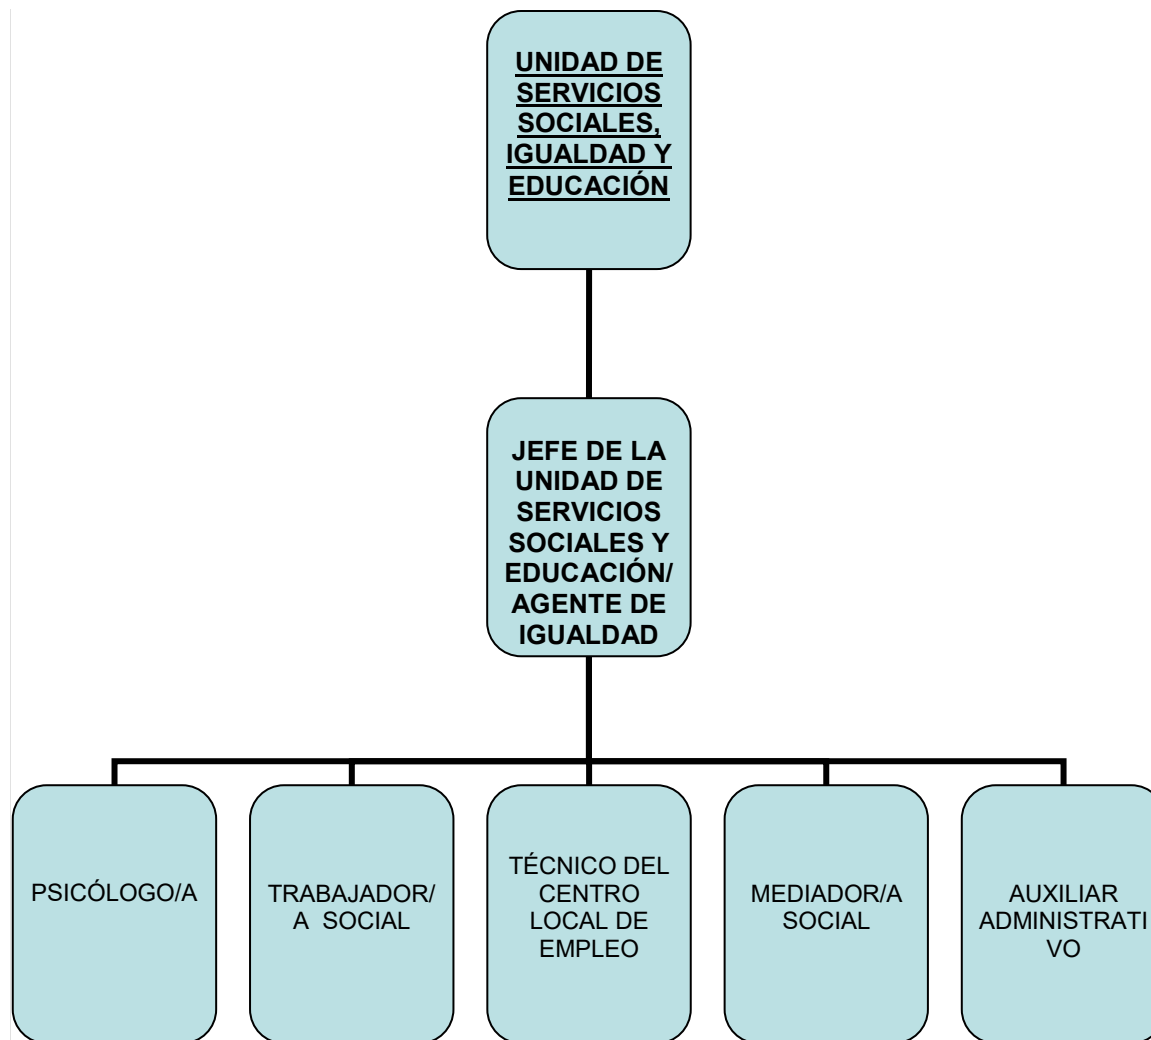 UNIDAD DE
SERVICIOS
SOCIALES,
IGUALDAD Y
EDUCACIÓN
JEFE DE LA
UNIDAD DE
SERVICIOS
SOCIALES Y
EDUCACIÓN/
AGENTE DE
IGUALDAD
PSICÓLOGO/A
TRABAJADOR/
A SOCIAL
TÉCNICO DEL
CENTRO
LOCAL DE
EMPLEO
MEDIADOR/A
SOCIAL
AUXILIAR
ADMINISTRATI
VO